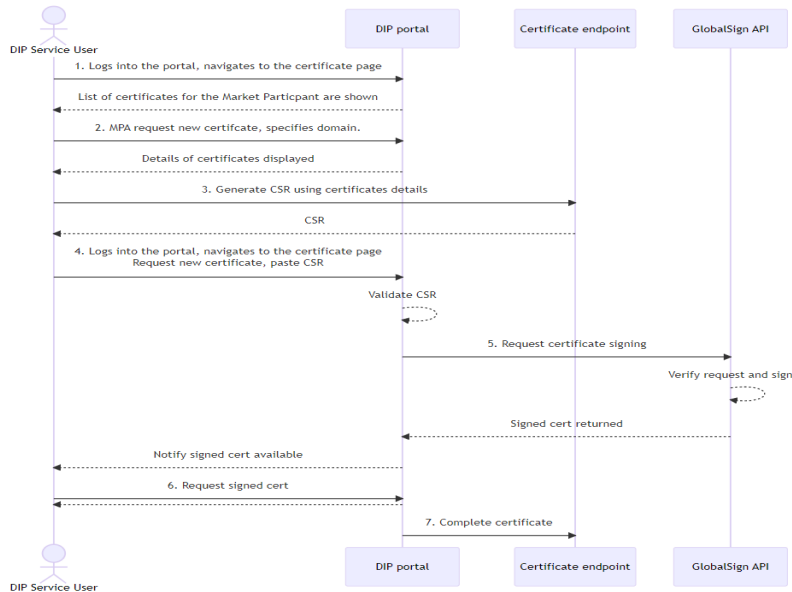 DIP Service User
DIP portal
Certificate endpoint
GlobalSign API
1. Logs into the portal, navigates to the certificate page
List of certificates for the Market Particpant are shown
2. MPA request new certifcate, specifies domain.
Details of certificates displayed
3. Generate CSR using certificates details
CSR
4. Logs into the portal, navigates to the certificate page
Request new certificate, paste CSR
Validate CSR
5. Request certificate signing
Verify request and sign
Signed cert returned
Notify signed cert available
6. Request signed cert
7. Complete certificate
DIP Service User
DIP portal
Certificate endpoint
GlobalSign API